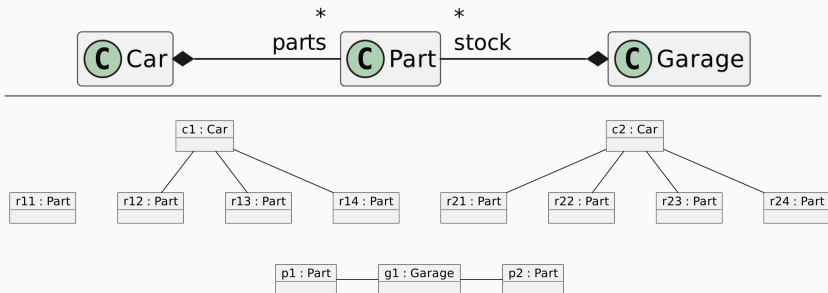 * *
parts stock
C Car C Part C Garage
c1 : Car c2 : Car
r11 : Part r12 : Part r13 : Part r14 : Part r21 : Part r22 : Part r23 : Part r24 : Part
p1 : Part g1 : Garage p2 : Part